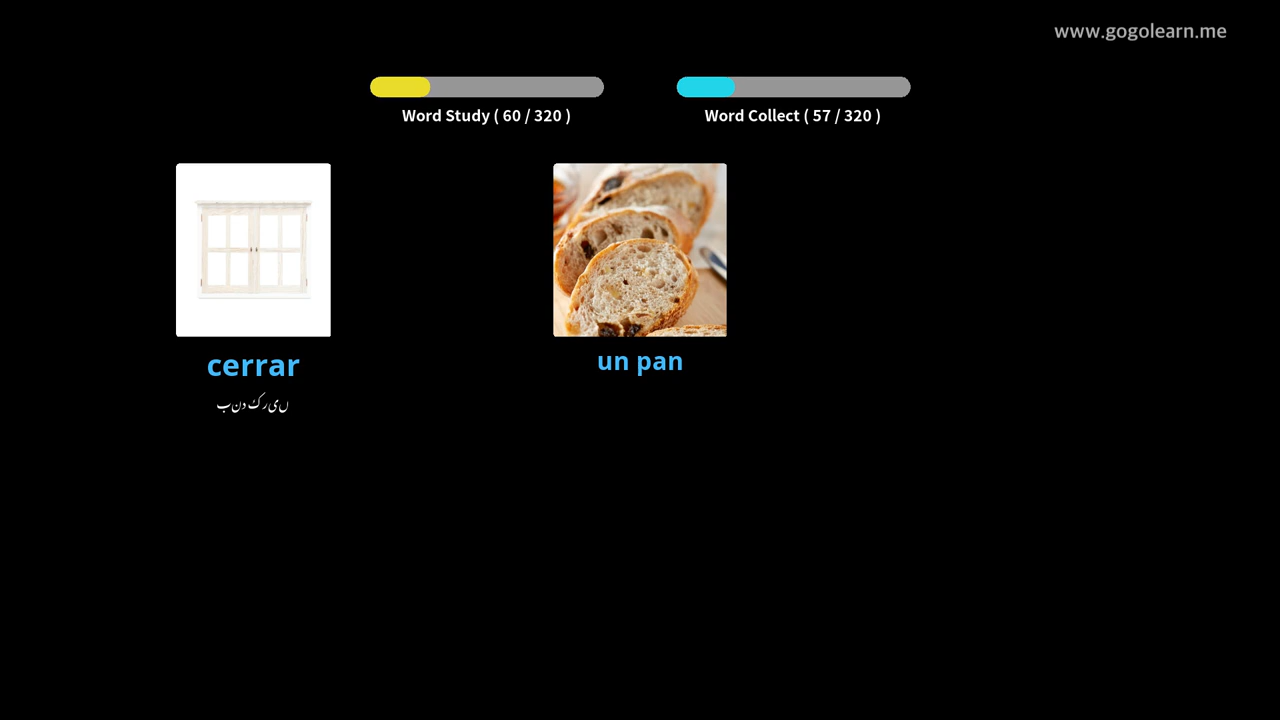 www.gogolearn.me
Word Study ( 60 / 320 )
Word Collect ( 57 / 320 )
cerrar
un pan
بند کریں